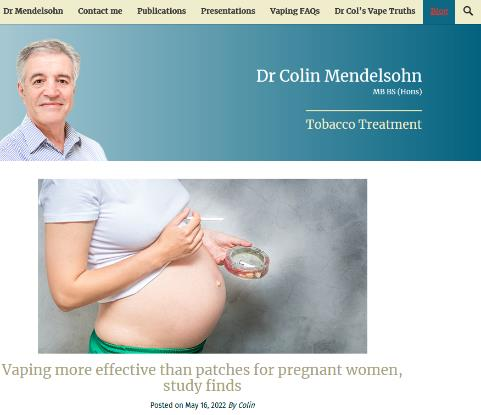 Dr Mendelsohn Contact me Publications Presentations Vaping FAQs Dr Col's Vape Truths Blog
Dr Colin Mendelsohn
MB BS (Hons)
Tobacco Treatment
Vaping more effective than patches for pregnant women,
study finds
Posted on May 16, 2022 By Colin